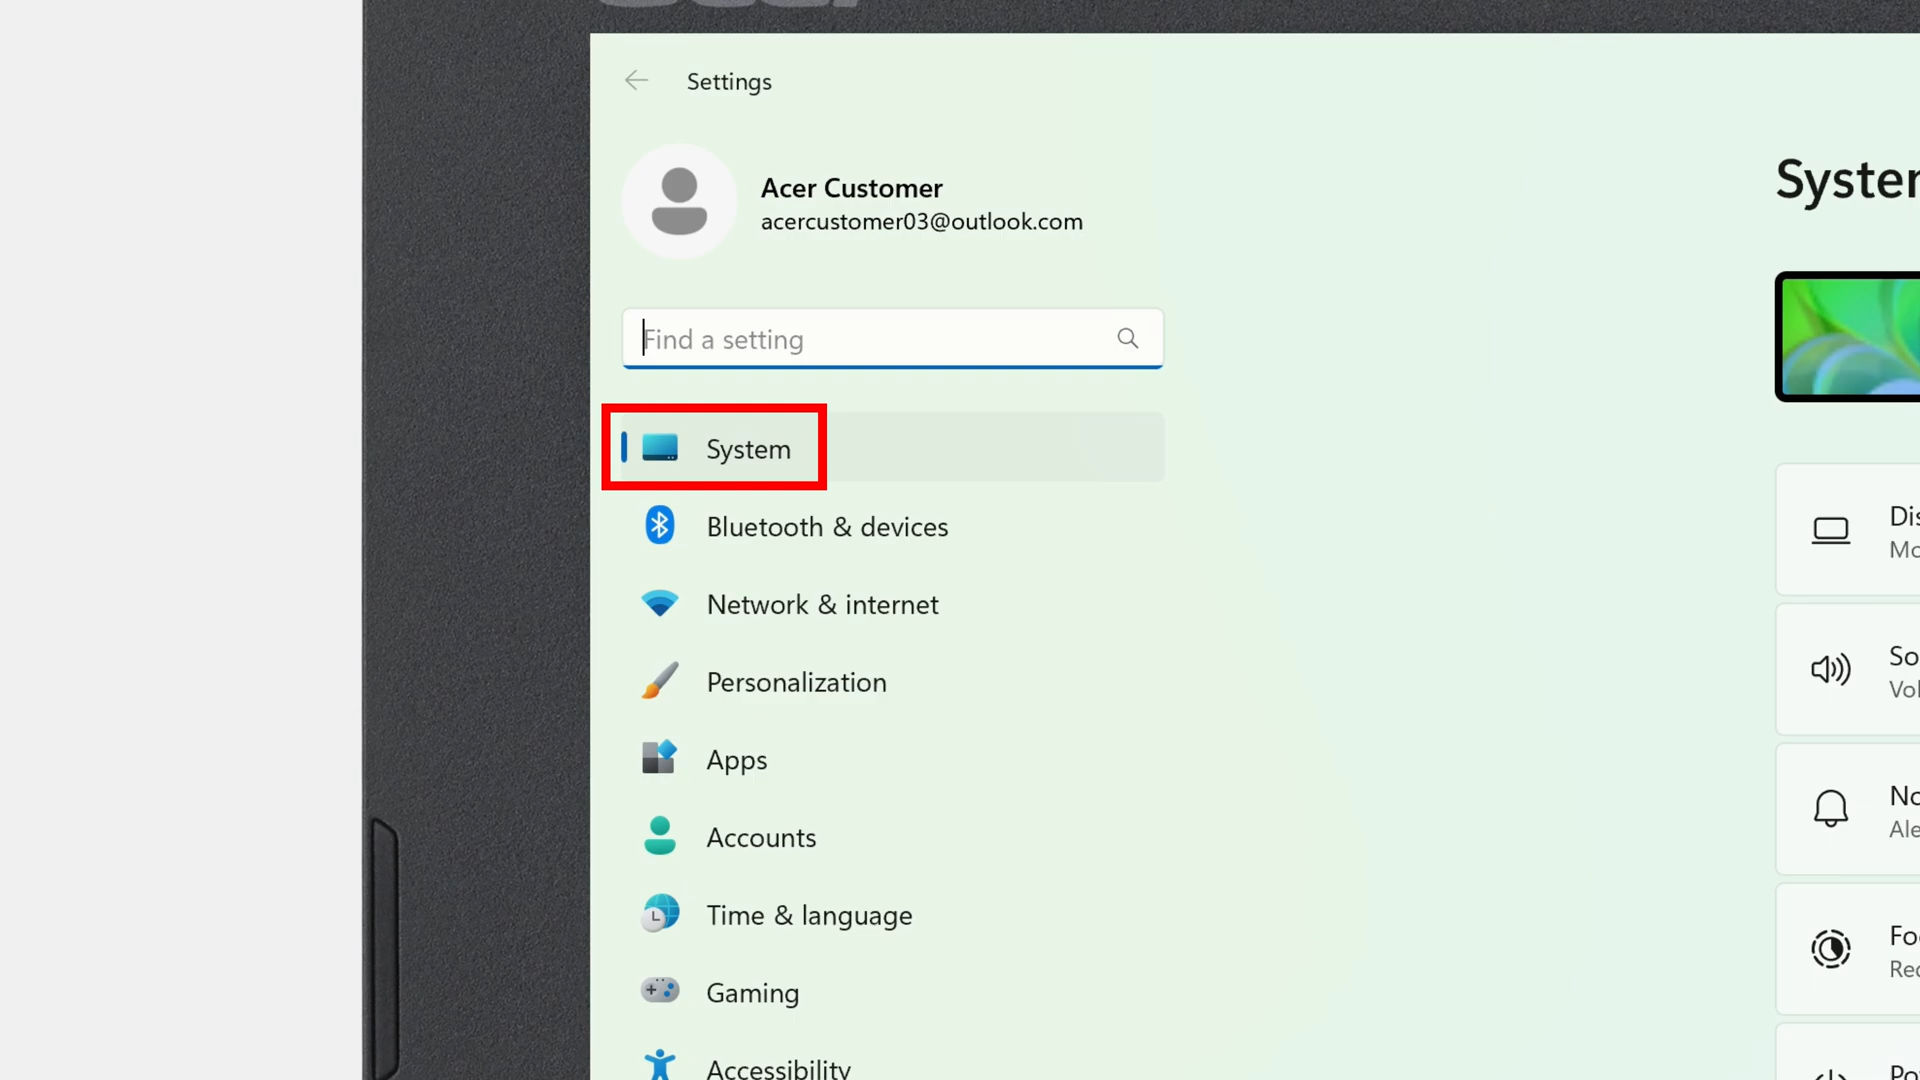 Settings
Acer Customer
acercustomer03@outlook.com
Find a setting
System
Bluetooth & devices
Network & internet
Personalization
Apps
Accounts
Time & language
Gaming
Accessibility